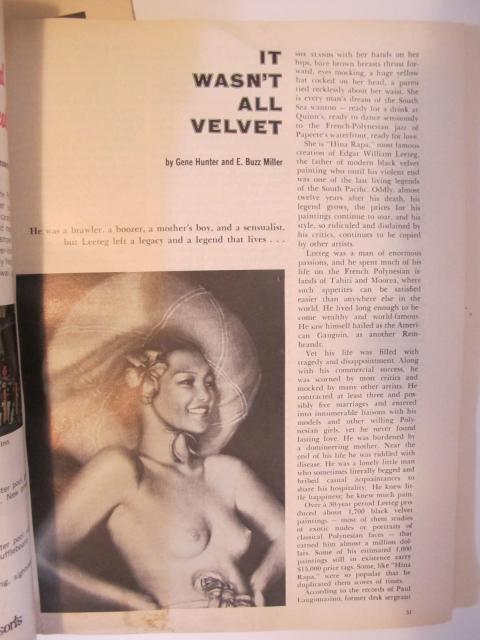 IT
WASN'T
ALL
VELVET
by Gene Hunter and E. Buzz Miller
He was a brawler, a boozer, a mother's boy, and a sensualist,
but Leeteg left a legacy and a legend that lives . . .
SHE STANDS with her hands on her
hips, bare brown breasts thrust for-
ward, eyes mocking, a huge yellow
hat cocked on her head, a pareu
tied recklessly about her waist. She
is every man's dream of the South
Sea wanton — ready for a drink at
Quinn's, ready to dance sensuously
to the French-Polynesian jazz of
Papeete's waterfront, ready for love.
She is "Hina Rapa," most famous
creation of Edgar William Leeteg,
the father of modern black velvet
painting who until his violent end
was one of the last living legends
of the South Pacific. Oddly, almost
twelve years after his death, his
legend grows, the prices for his
paintings continue to soar, and his
style, so ridiculed and disdained by
his critics, continues to be copied
by other artists.
Leeteg was a man of enormous
passions, and he spent much of his
life on the French Polynesian is-
lands of Tahiti and Moorea, where
such appetites can be satisfied
easier than anywhere else in the
world. He lived long enough to be-
come wealthy and world-famous.
He saw himself hailed as the Ameri-
can Gauguin, as another Rem-
brandt.
Yet his life was filled with
tragedy and disappointment. Along
with his commercial success, he
was scorned by most critics and
mocked by many other artists. He
contracted at least three and pos-
sibly five marriages and entered
into innumerable liaisons with his
models and other willing Poly-
nesian girls, yet he never found
lasting love. He was burdened by
a domineering mother. Near the
end of his life he was riddled with
disease. He was a lonely little man
who sometimes literally begged and
bribed casual acquaintances to
share his hospitality. He knew lit-
tle happiness; he knew much pain.
Over a 30-year period Leeteg pro-
duced about 1,700 black velvet
paintings — most of them studies
of exotic nudes or portraits of
classical Polynesian faces — that
earned him almost a million dol-
lars. Some of his estimated 1,000
paintings still in existence carry
$15,000 price tags. Some, like "Hina
Rapa," were so popular that he
duplicated them scores of times.
According to the records of Paul
Langomazino, former desk sergeant
51